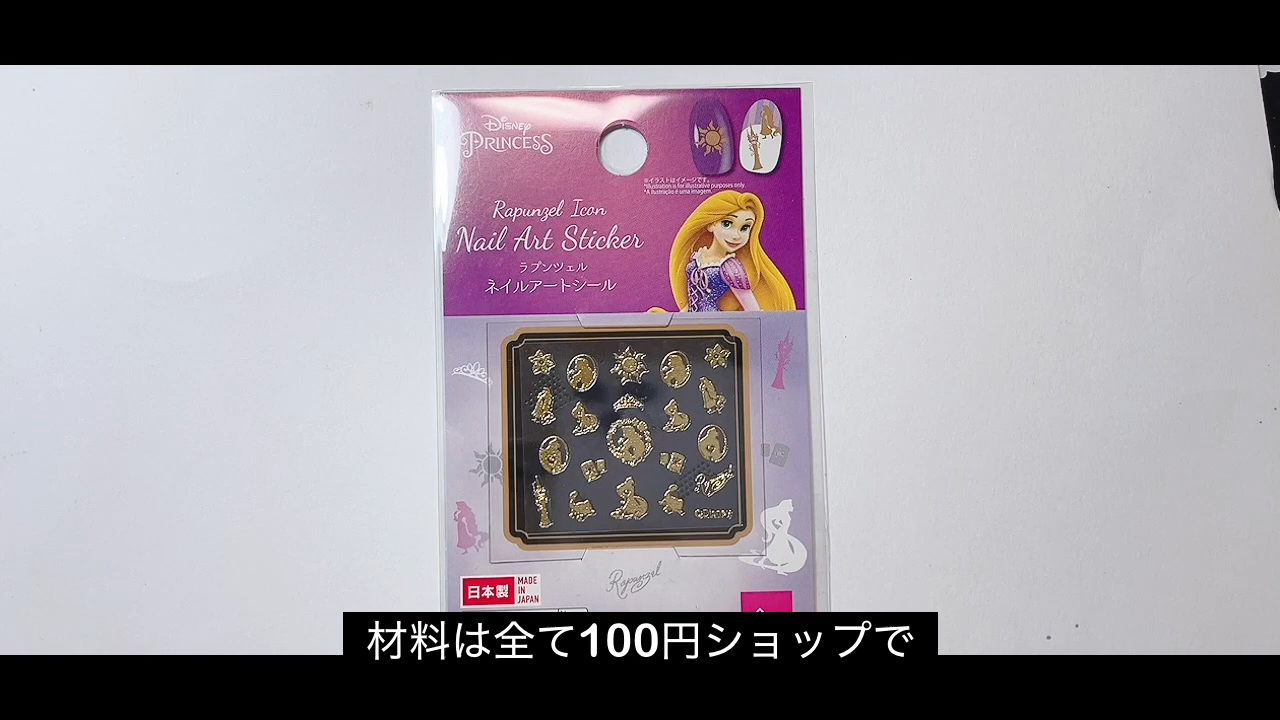 Disney
PRINCESS
※イラストはイメージです。
*Illustration is for illustrative purposes only.
*A ilustração é uma imagem.
Rapunzel Icon
Nail Art Sticker
ラプンツェル
ネイルアートシール
Rapunzel
©Disney
Rapunzel
日本製
MADE
IN
JAPAN
材料は全て100円ショップで